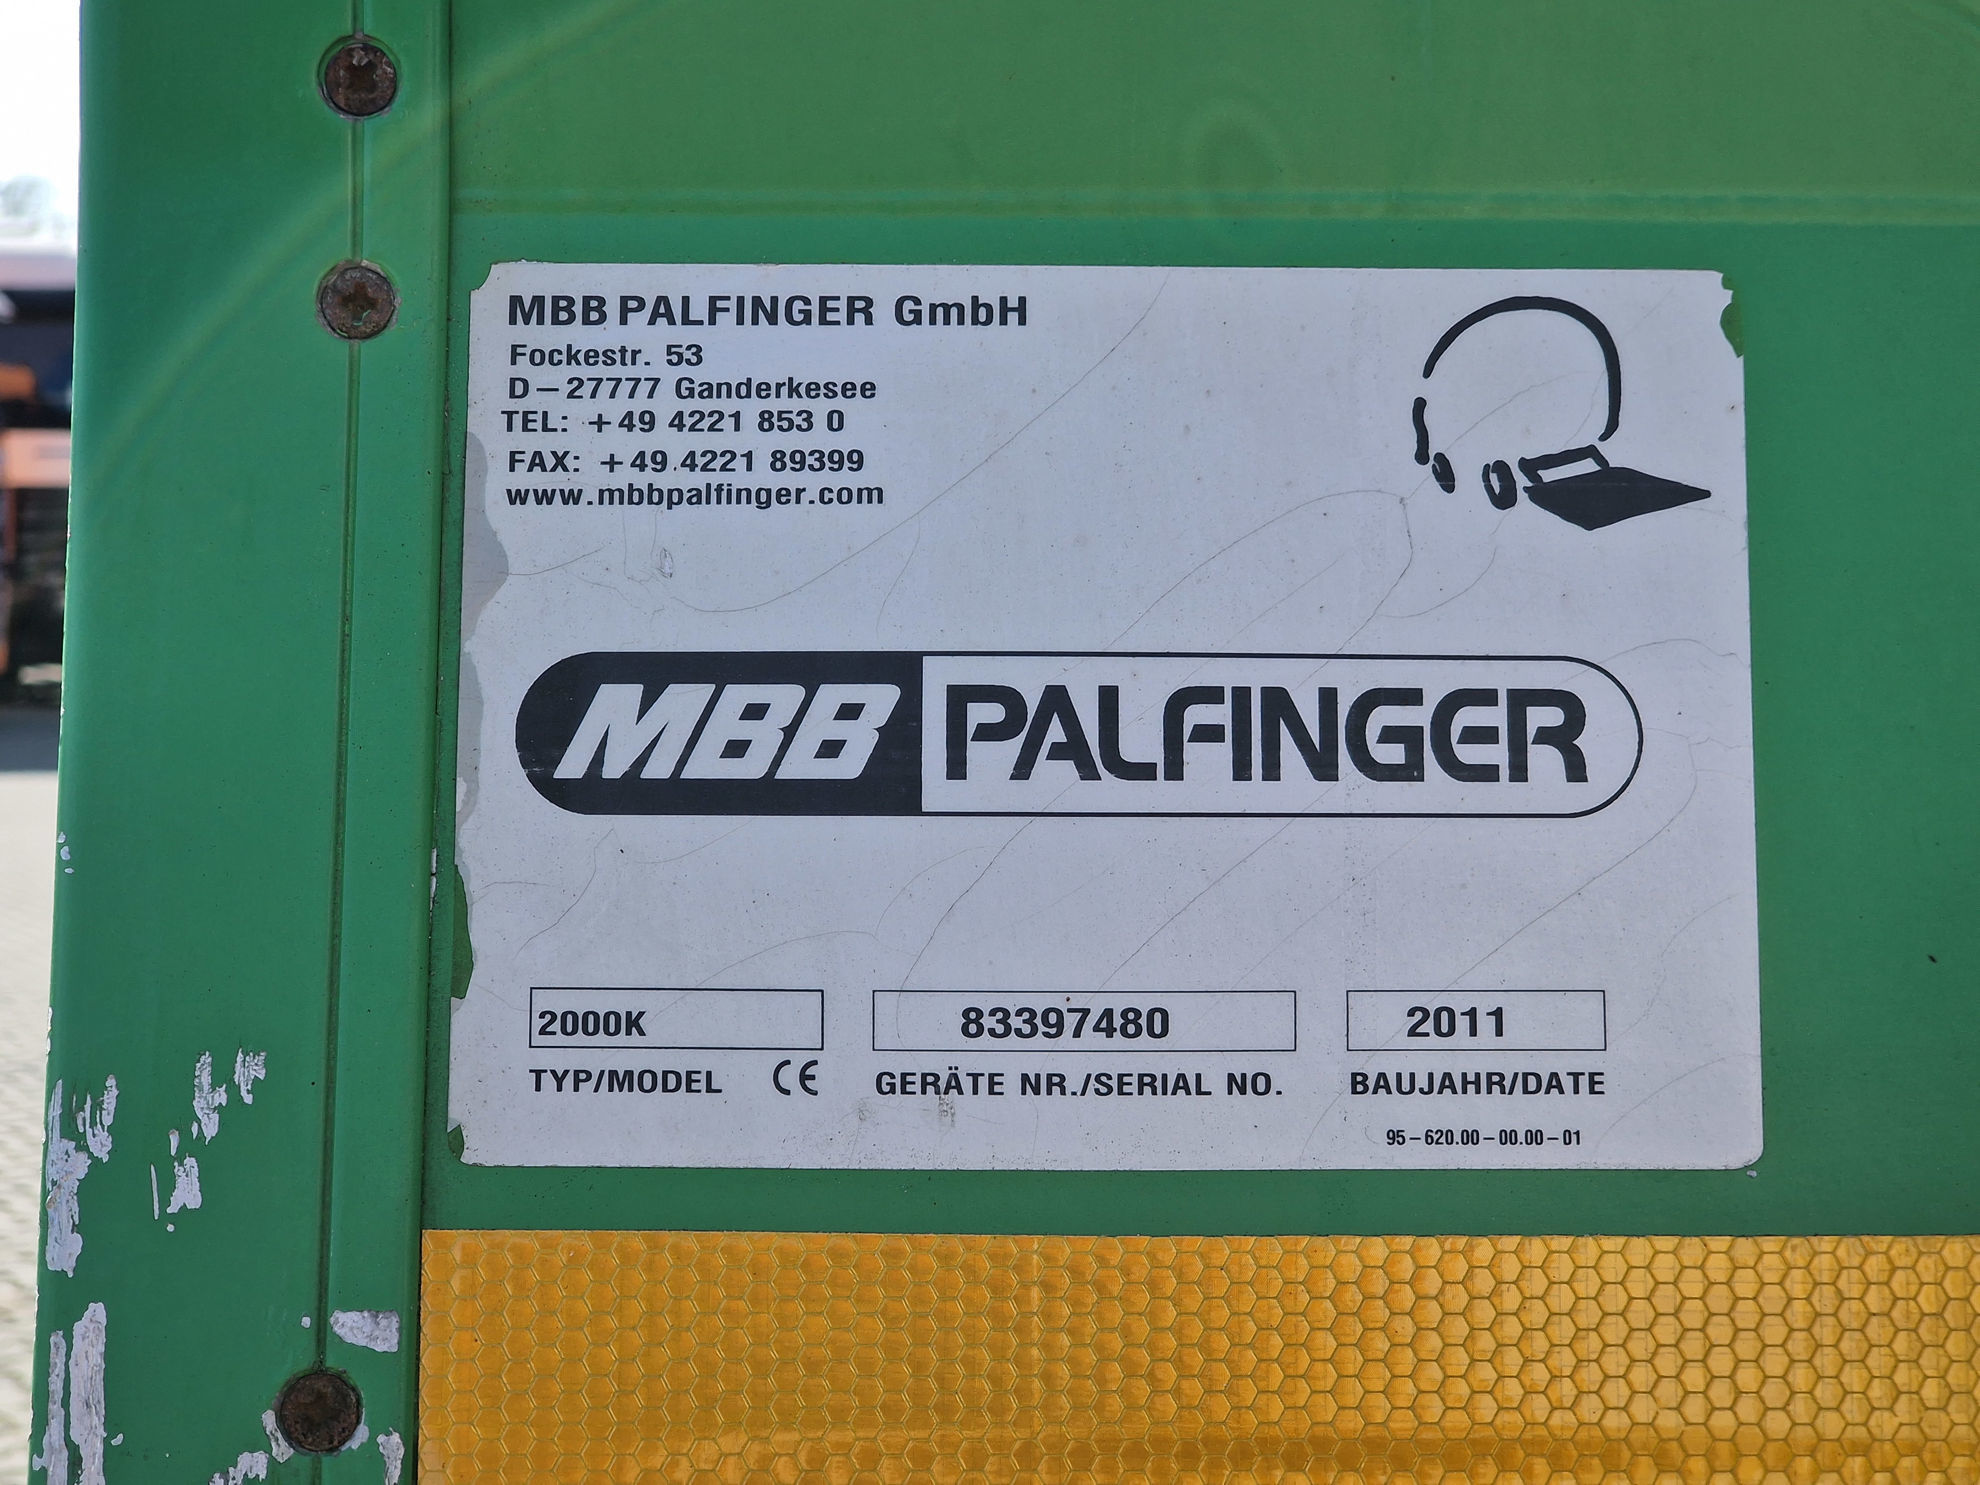 MBB PALFINGER GmbH
Fockestr. 53
D – 27777 Ganderkesee
TEL: +49 4221 853 0
FAX: +49 4221 89399
www.mbbpalfinger.com
MBB PALFINGER
2000K 83397480 2011
TYP/MODEL CE GERÄTE NR./SERIAL NO. BAUJAHR/DATE
95–620.00–00.00–01